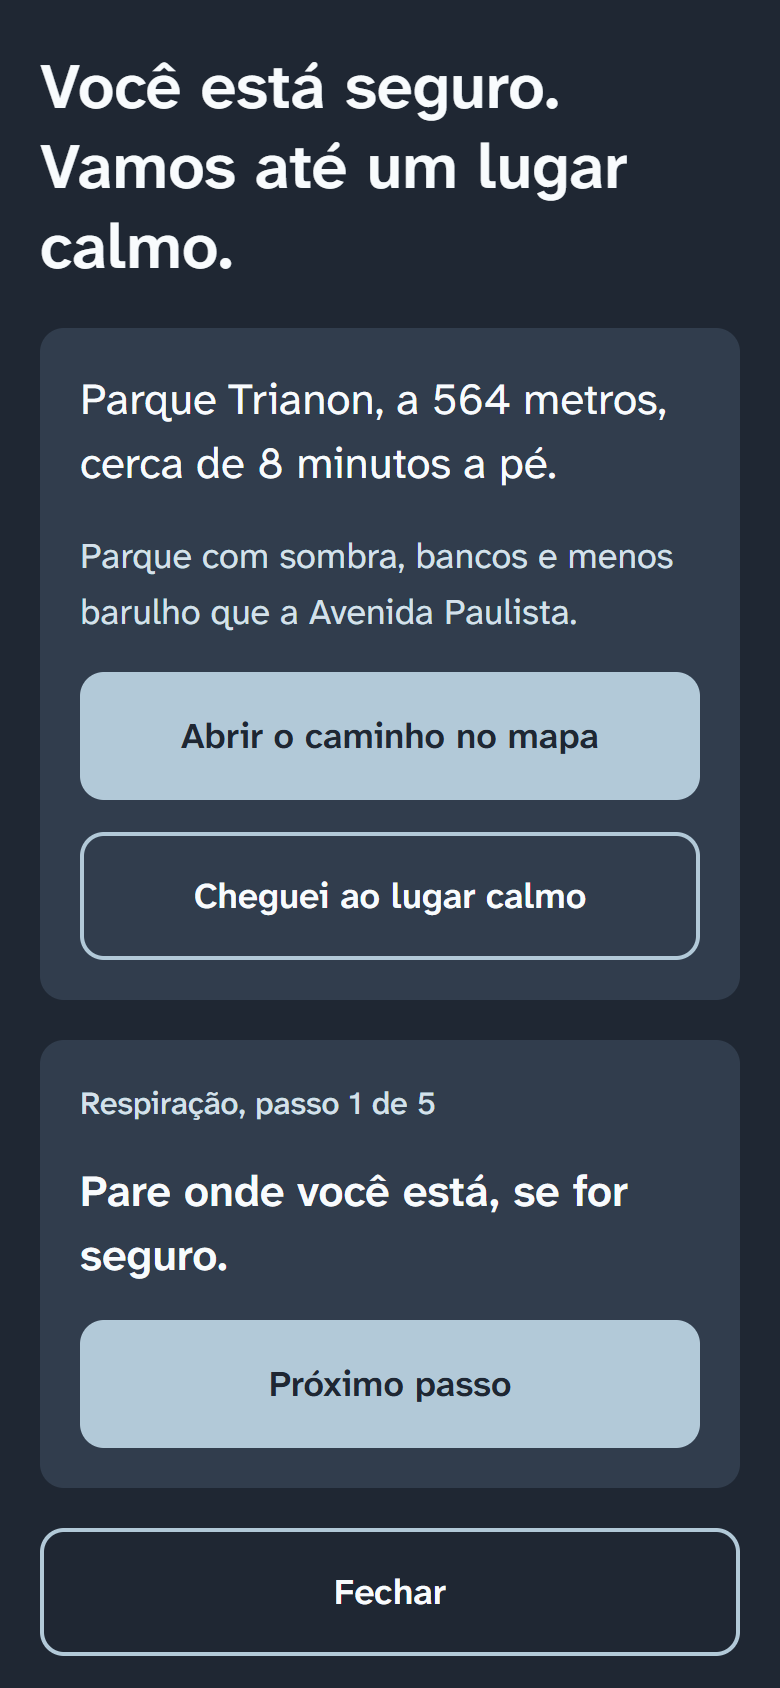 Você está seguro.
Vamos até um lugar
calmo.
Parque Trianon, a 564 metros,
cerca de 8 minutos a pé.
Parque com sombra, bancos e menos
barulho que a Avenida Paulista.
Abrir o caminho no mapa
Cheguei ao lugar calmo
Respiração, passo 1 de 5
Pare onde você está, se for
seguro.
Próximo passo
Fechar